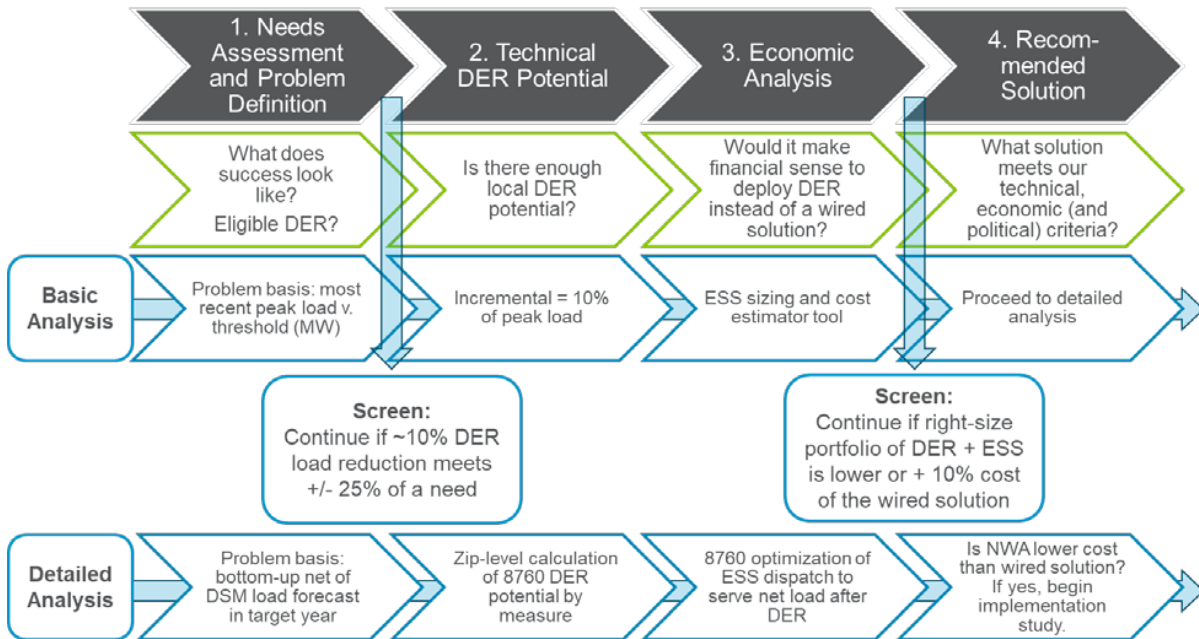 1. Needs
Assessment
and Problem
Definition
2. Technical
DER Potential
3. Economic
Analysis
4. Recom-
mended
Solution
What does
success look
like?
Eligible DER?
Is there enough
local DER
potential?
Would it make
financial sense to
deploy DER
instead of a wired
solution?
What solution
meets our
technical,
economic (and
political) criteria?
Basic
Analysis
Problem basis: most
recent peak load v.
threshold (MW)
Incremental = 10%
of peak load
ESS sizing and cost
estimator tool
Proceed to detailed
analysis
Screen:
Continue if ~10% DER
load reduction meets
+/- 25% of a need
Screen:
Continue if right-size
portfolio of DER + ESS
is lower or + 10% cost
of the wired solution
Detailed
Analysis
Problem basis:
bottom-up net of
DSM load forecast
in target year
Zip-level calculation
of 8760 DER
potential by
measure
8760 optimization of
ESS dispatch to
serve net load after
DER
Is NWA lower cost
than wired solution?
If yes, begin
implementation
study.